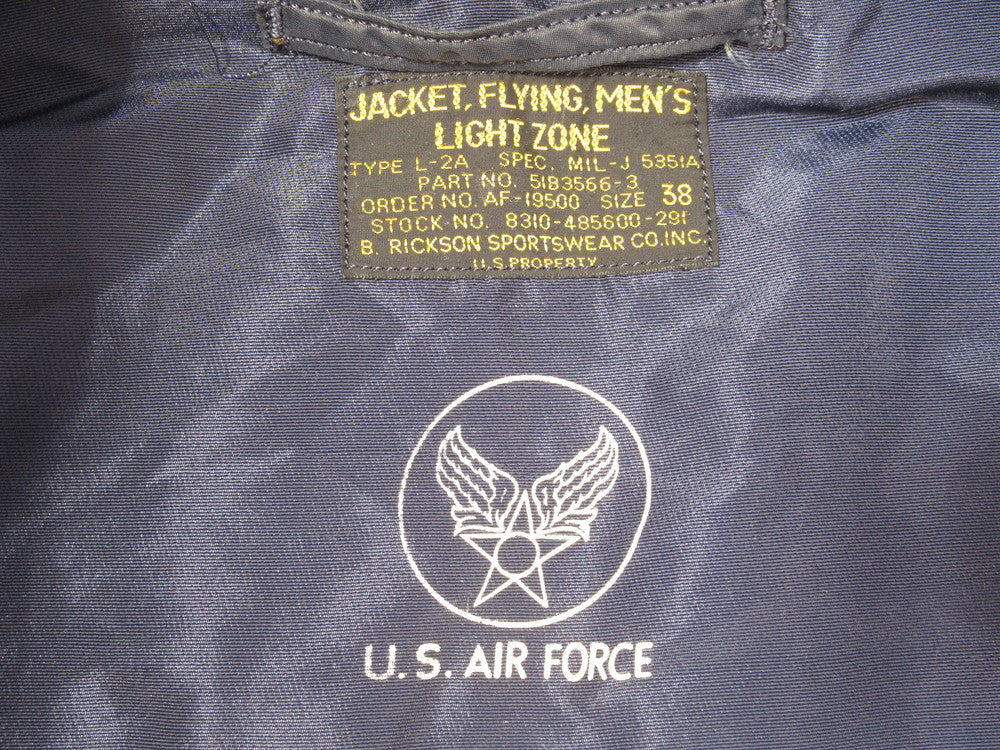 JACKET, FLYING, MEN'S
LIGHT ZONE
TYPE L-2A SPEC. MIL-J 5351A
PART NO. 51B3566-3
ORDER NO. AF-19500 SIZE 38
STOCK NO. 8310-485600-291
B. RICKSON SPORTSWEAR CO.INC.
U.S.PROPERTY
U.S. AIR FORCE